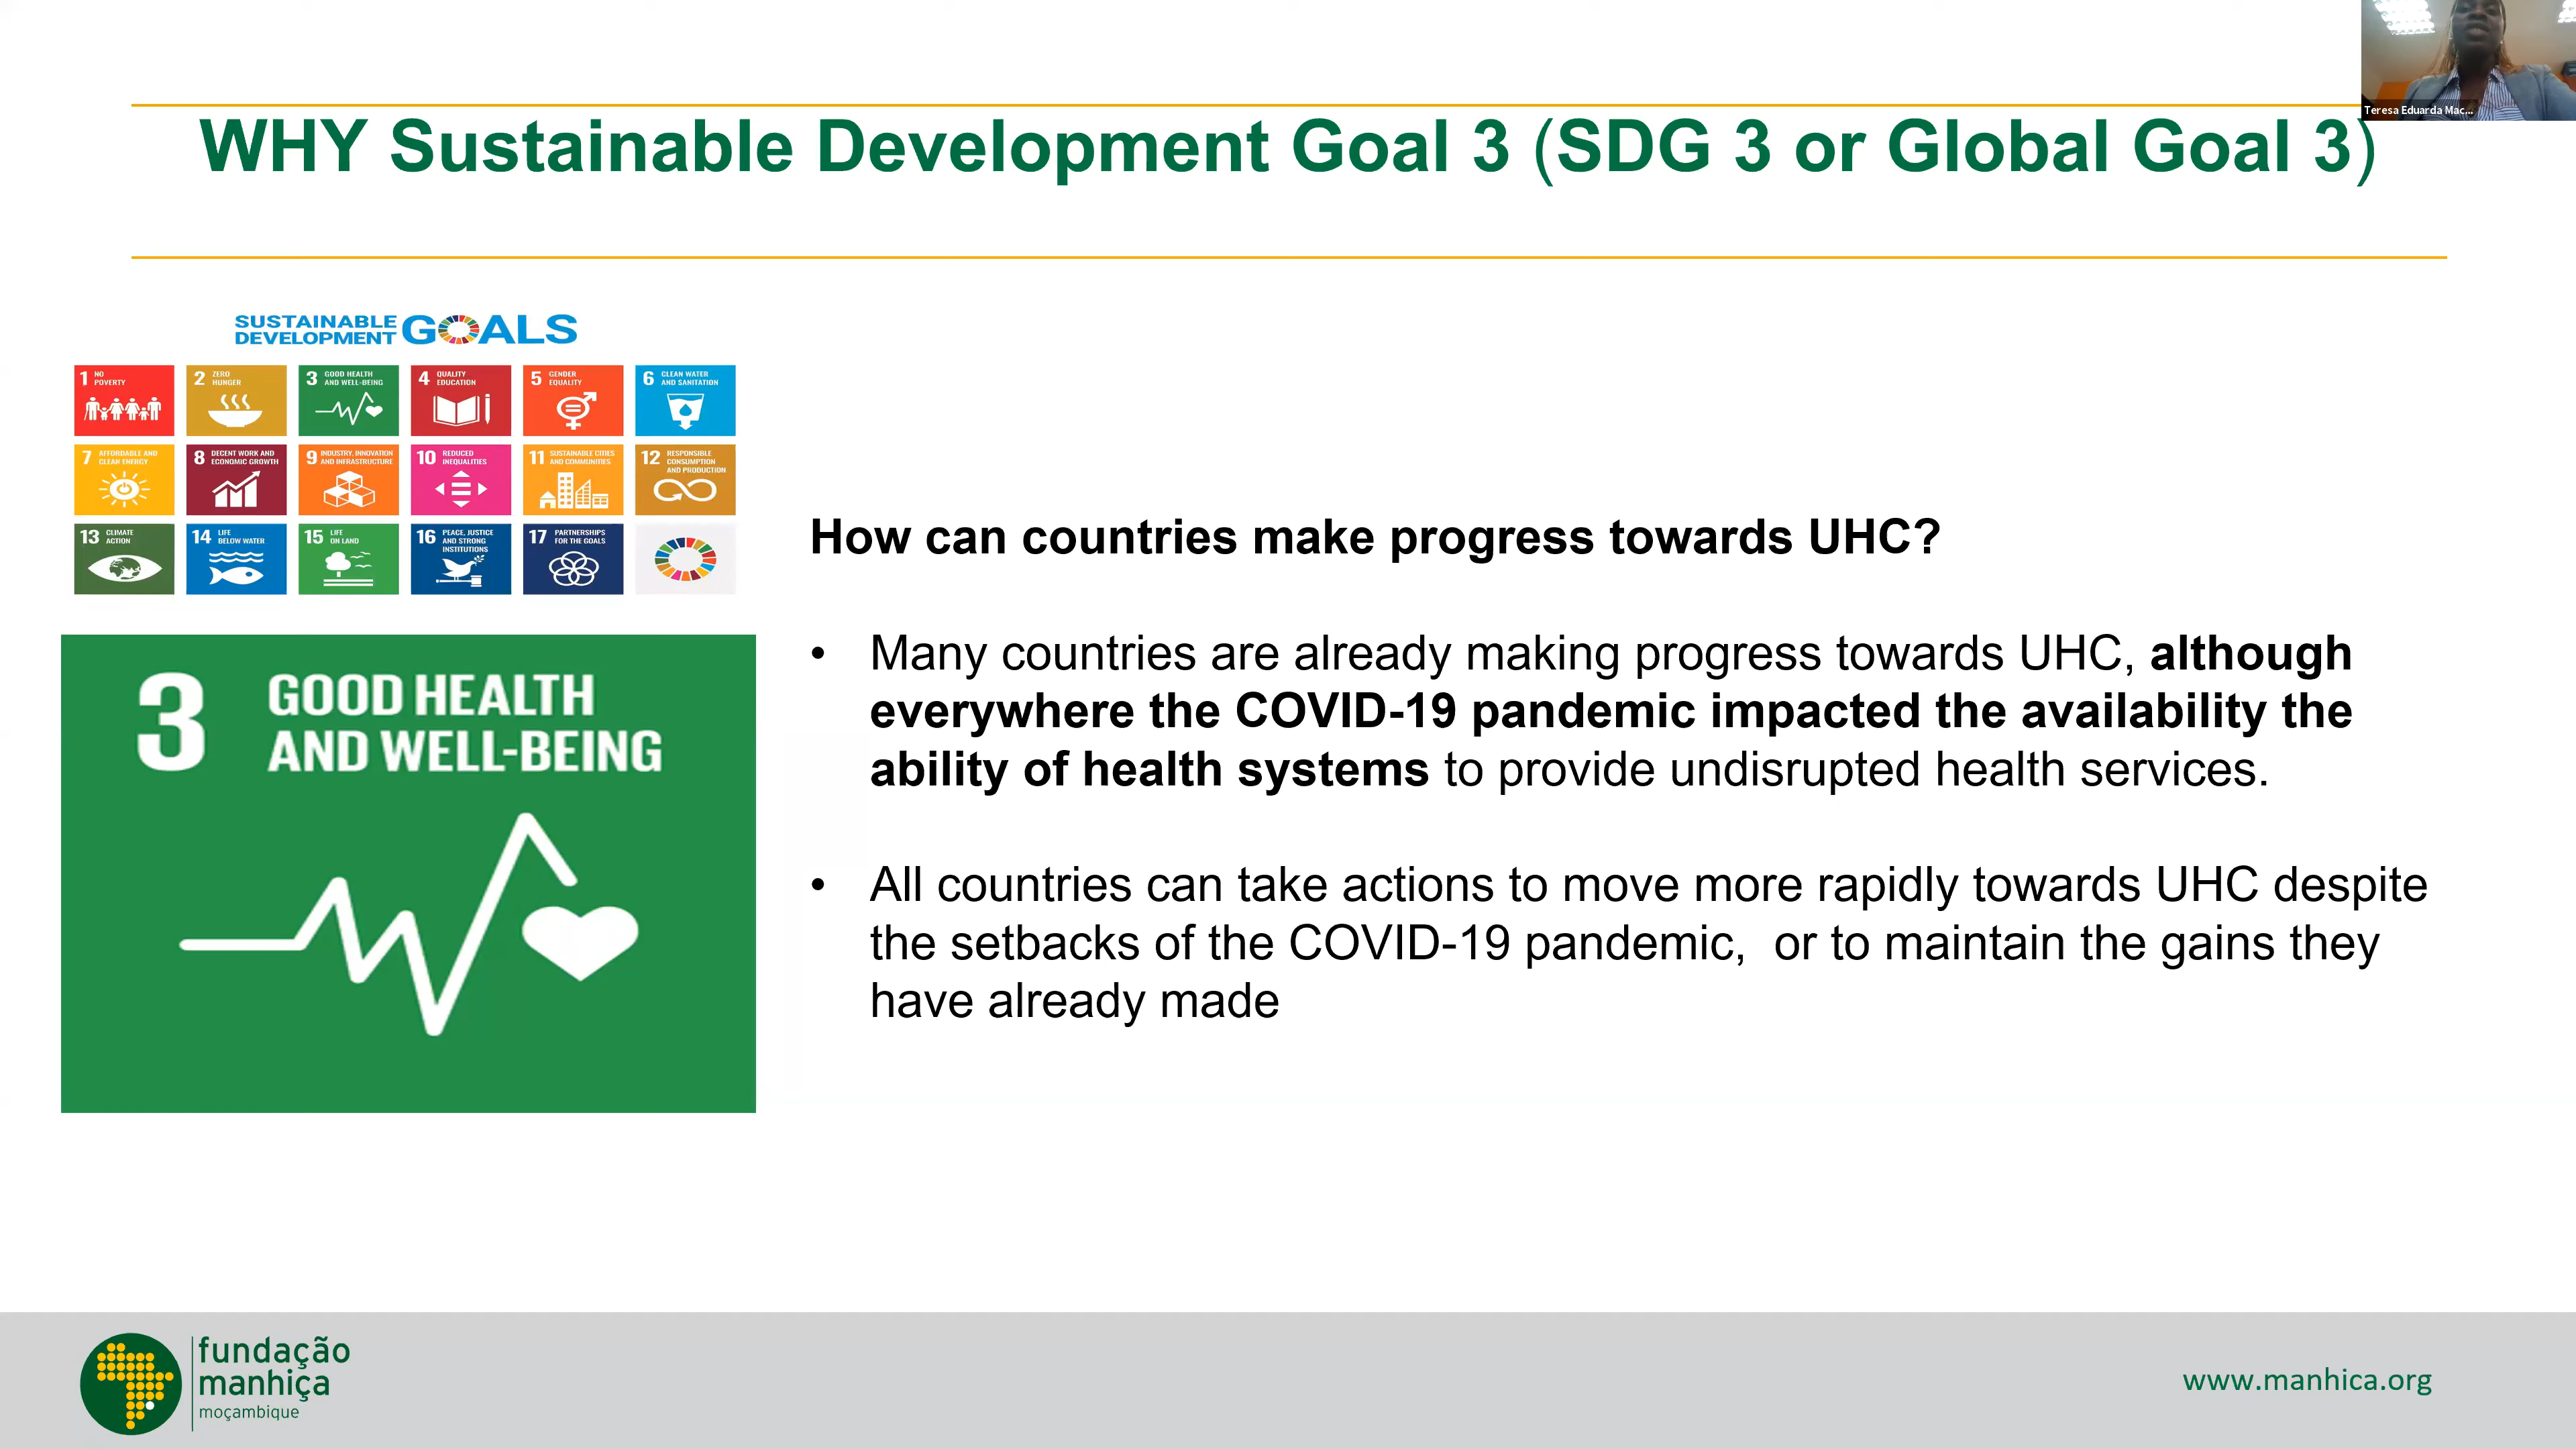 Teresa Eduarda Mac...
WHY Sustainable Development Goal 3 (SDG 3 or Global Goal 3)
SUSTAINABLE
DEVELOPMENT
GOALS
1 NO
POVERTY
2 ZERO
HUNGER
3 GOOD HEALTH
AND WELL-BEING
4 QUALITY
EDUCATION
5 GENDER
EQUALITY
6 CLEAN WATER
AND SANITATION
7 AFFORDABLE AND
CLEAN ENERGY
8 DECENT WORK AND
ECONOMIC GROWTH
9 INDUSTRY, INNOVATION
AND INFRASTRUCTURE
10 REDUCED
INEQUALITIES
11 SUSTAINABLE CITIES
AND COMMUNITIES
12 RESPONSIBLE
CONSUMPTION
AND PRODUCTION
13 CLIMATE
ACTION
14 LIFE
BELOW WATER
15 LIFE
ON LAND
16 PEACE, JUSTICE
AND STRONG
INSTITUTIONS
17 PARTNERSHIPS
FOR THE GOALS
3 GOOD HEALTH
AND WELL-BEING
How can countries make progress towards UHC?
• Many countries are already making progress towards UHC, although
everywhere the COVID-19 pandemic impacted the availability the
ability of health systems to provide undisrupted health services.
• All countries can take actions to move more rapidly towards UHC despite
the setbacks of the COVID-19 pandemic,  or to maintain the gains they
have already made
fundação
manhiça
moçambique
www.manhica.org